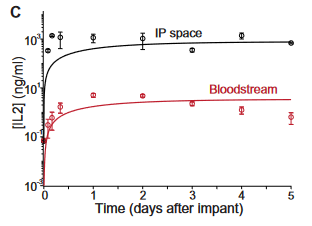 C
IP space
Bloodstream
[IL2] (ng/ml)
10³
10¹
10⁻¹
10⁻³
0 1 2 3 4 5
Time (days after impant)